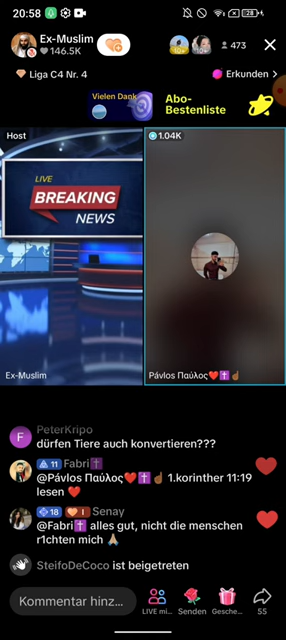 20:58
28
Ex-Muslim
146.5K
10
10
473
Liga C4 Nr. 4
Erkunden >
Vielen Dank
Abo-
Bestenliste
Host
1.04K
LIVE
BREAKING
NEWS
Ex-Muslim
Pávlos Παύλος❤️✝️☝🏾
F
PeterKripo
dürfen Tiere auch konvertieren???
11 Fabri✝️
@Pávlos Παύλος❤️✝️☝🏾 1.korinther 11:19
lesen ❤️
18 I Senay
@Fabri✝️ alles gut, nicht die menschen
r1chten mich 🙏🏼
SteifoDeCoco ist beigetreten
Kommentar hinz...
LIVE mi...
Senden
Gesche...
55